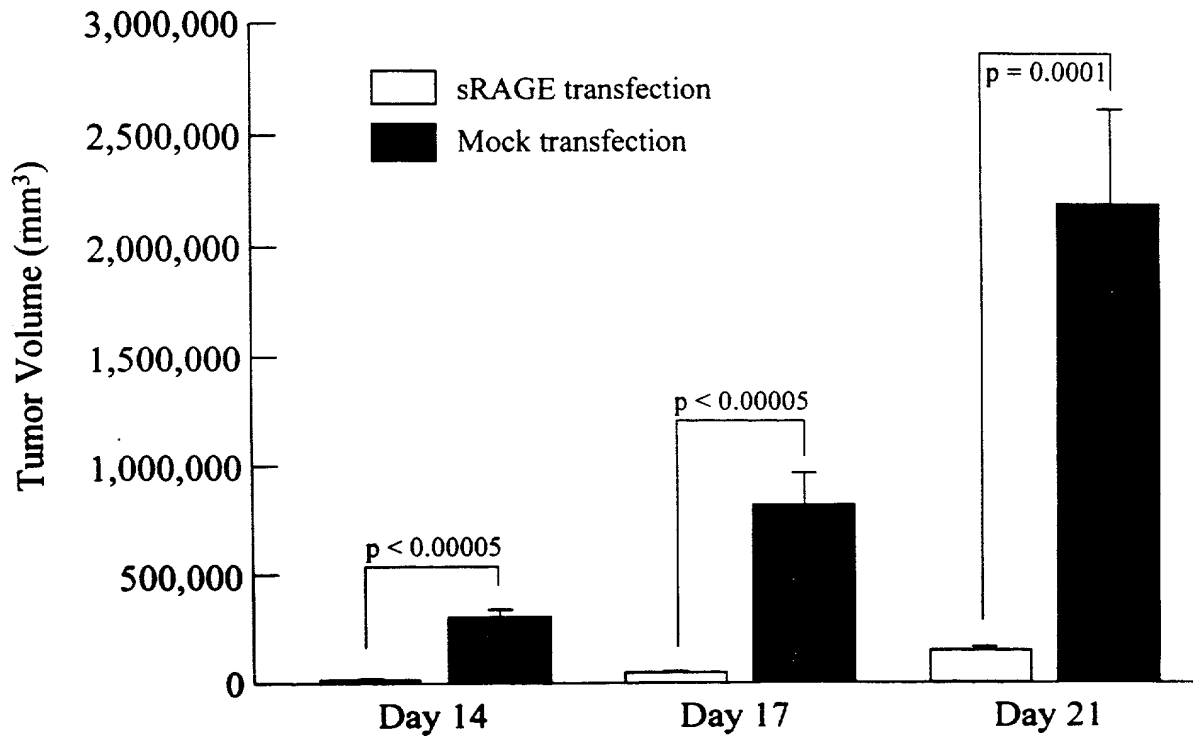 3,000,000
2,500,000
2,000,000
1,500,000
1,000,000
500,000
0
Tumor Volume (mm³)
sRAGE transfection
Mock transfection
p < 0.00005
p < 0.00005
p = 0.0001
Day 14
Day 17
Day 21